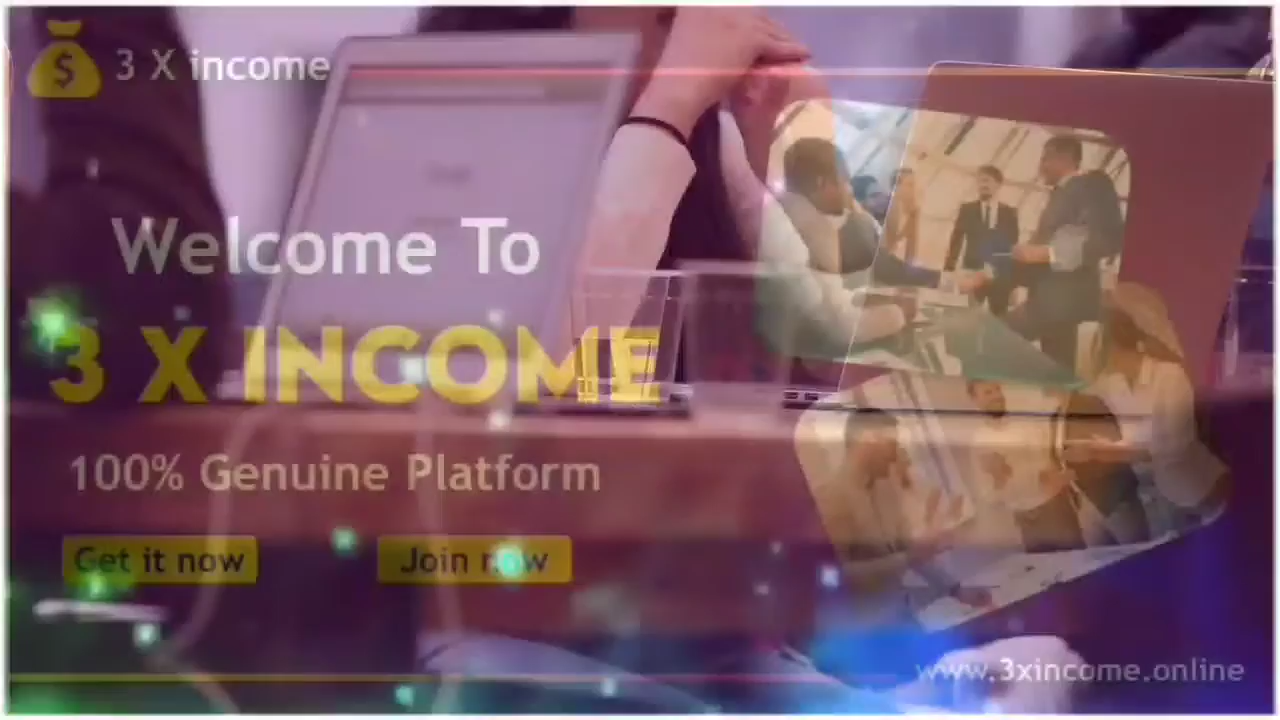 3 X income
Welcome To
3 X INCOME
100% Genuine Platform
Get it now
Join now
www.3xincome.online